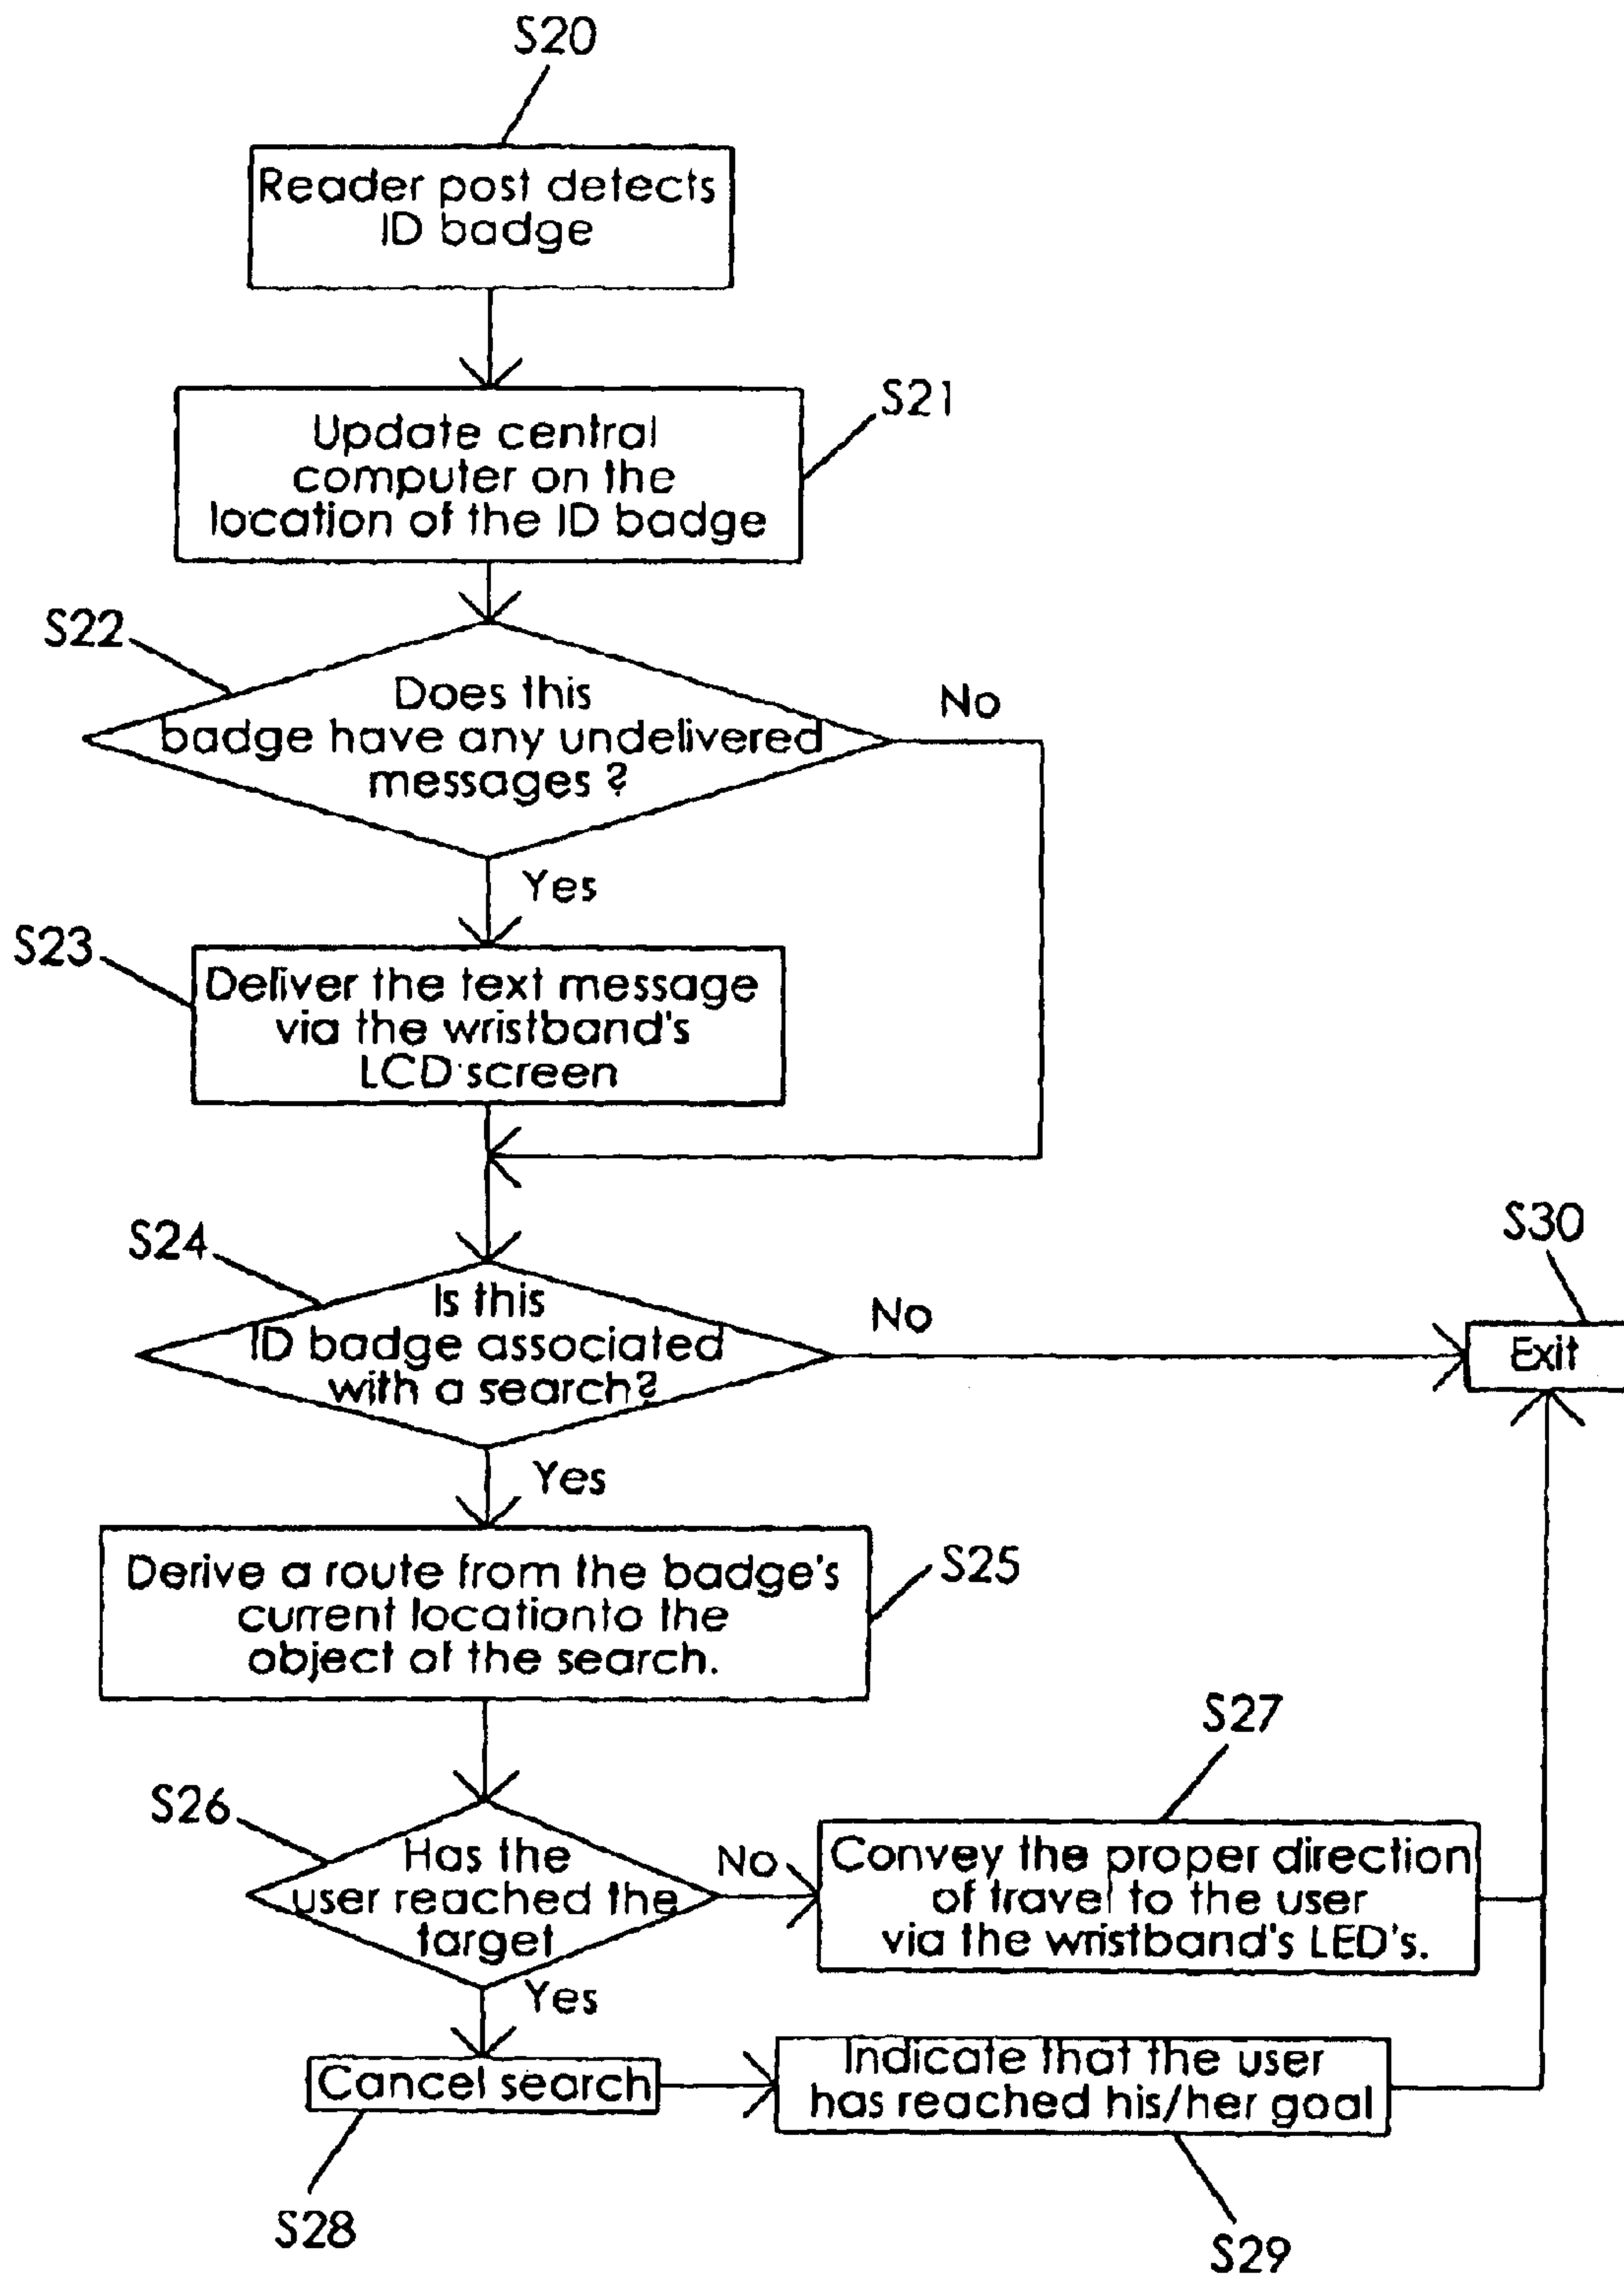 S20
Reader post detects
ID badge
S21
Update central
computer on the
location of the ID badge
S22
Does this
badge have any undelivered
messages ?
No
Yes
S23
Deliver the text message
via the wristband's
LCD screen
S24
Is this
ID badge associated
with a search?
No
S30
Exit
Yes
Derive a route from the badge's
current locationto the
object of the search.
S25
S26
Has the
user reached the
target
No
S27
Convey the proper direction
of travel to the user
via the wristband's LED's.
Yes
Cancel search
S28
Indicate that the user
has reached his/her goal
S29